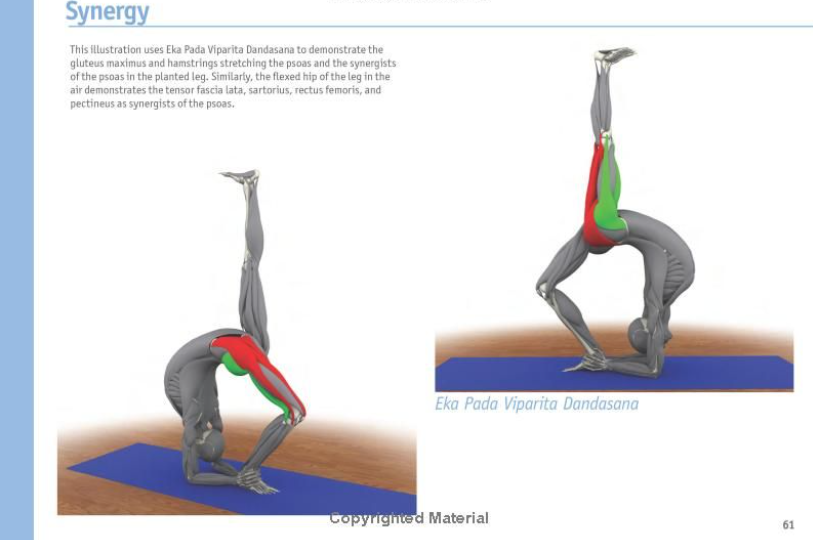 Synergy
This illustration uses Eka Pada Viparita Dandasana to demonstrate the
gluteus maximus and hamstrings stretching the psoas and the synergists
of the psoas in the planted leg. Similarly, the flexed hip of the leg in the
air demonstrates the tensor fascia lata, sartorius, rectus femoris, and
pectineus as synergists of the psoas.
Eka Pada Viparita Dandasana
Copyrighted Material
61